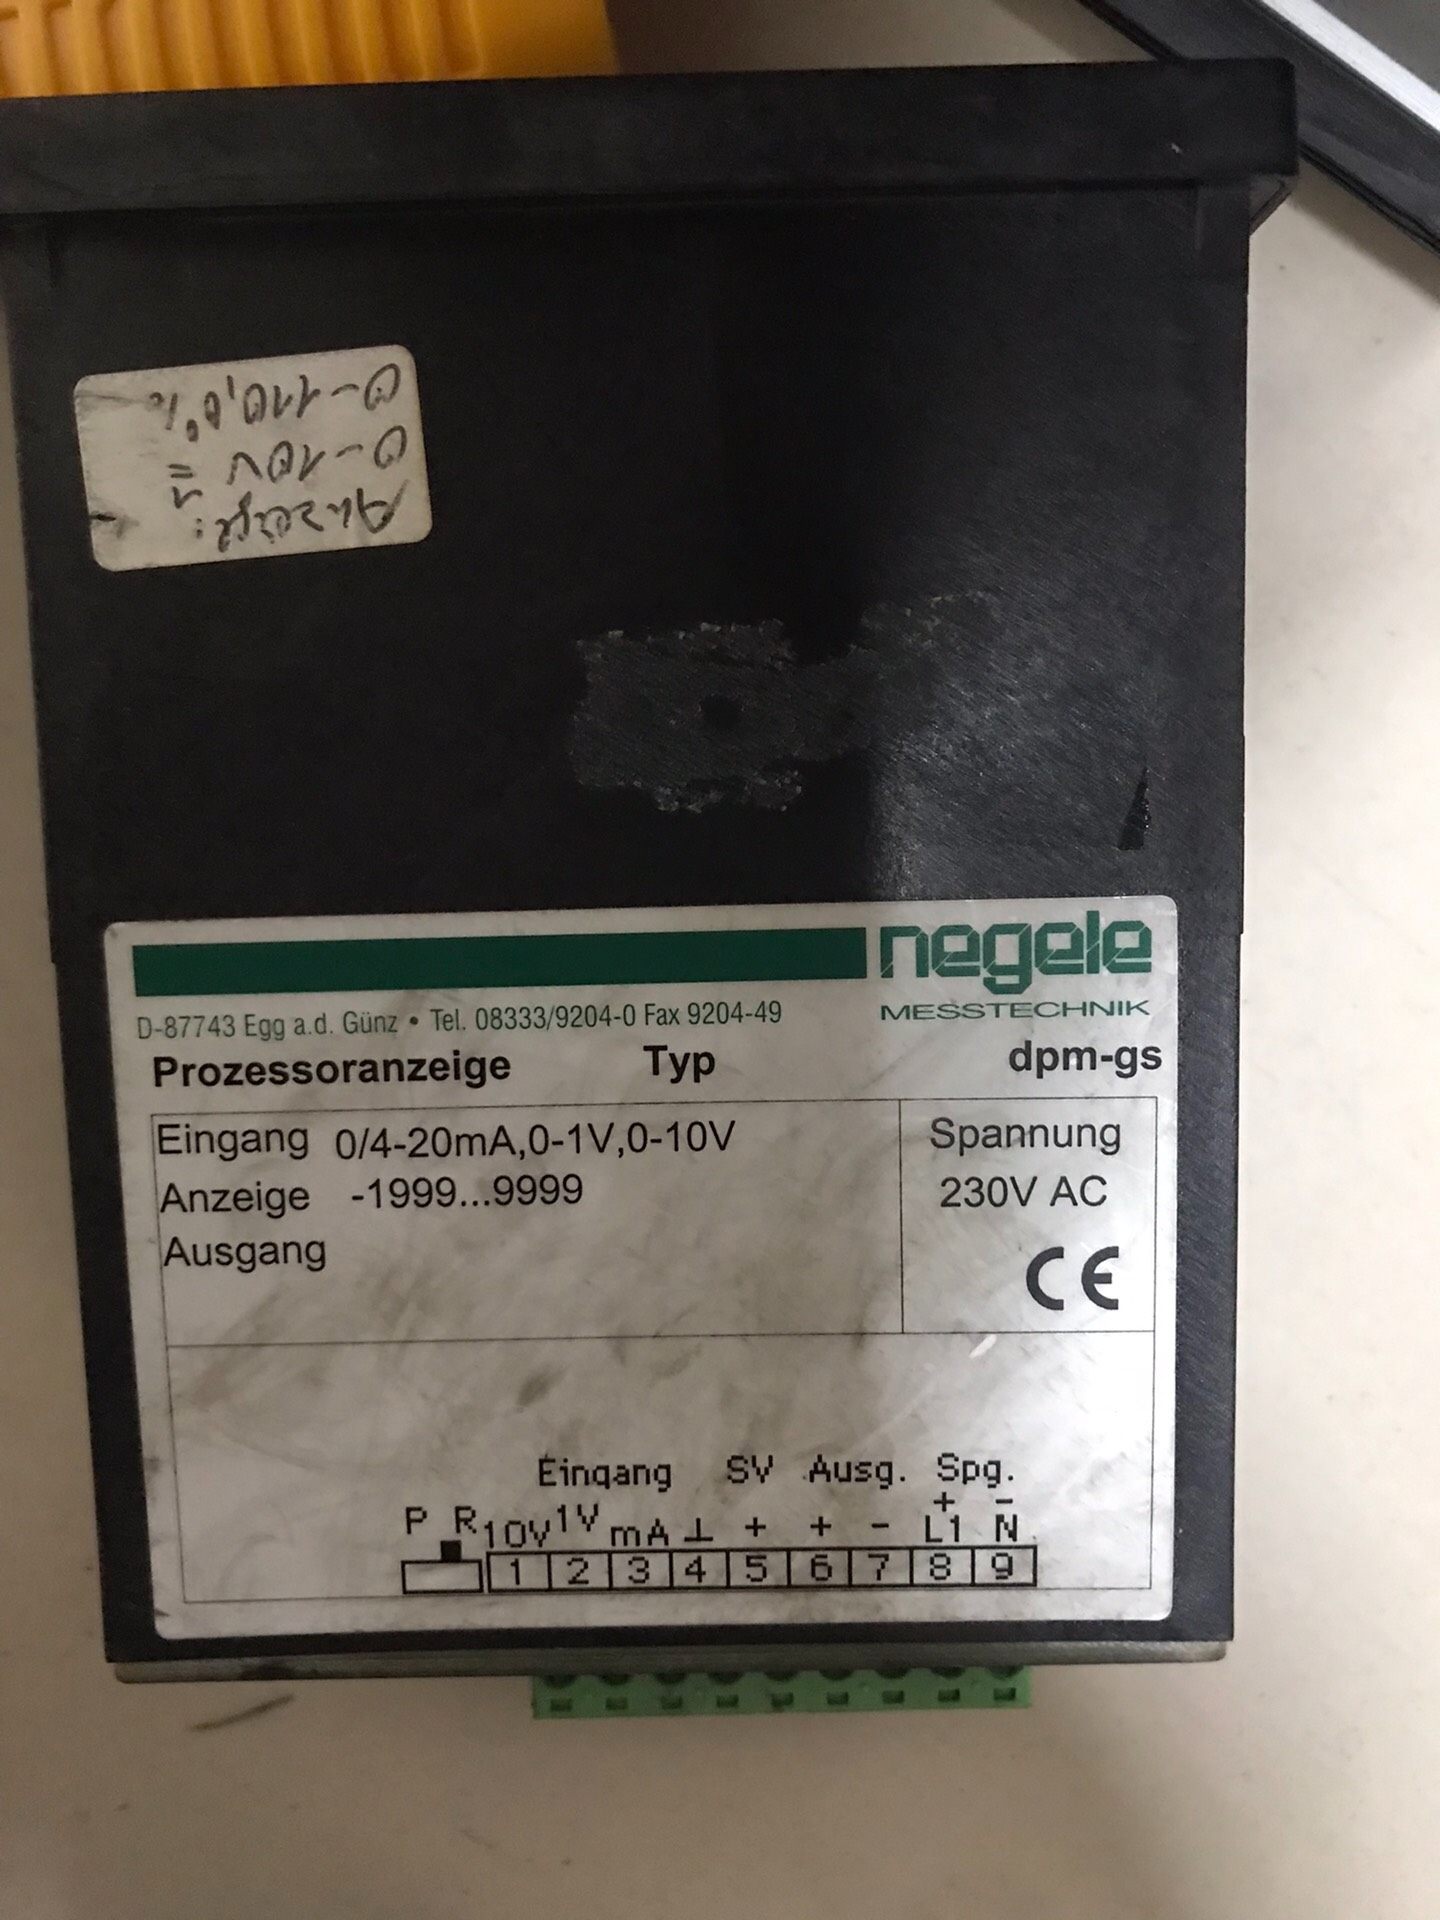 Anzeige:
0-10V =
0-110,0%
negele
MESSTECHNIK
D-87743 Egg a.d. Günz • Tel. 08333/9204-0 Fax 9204-49
Prozessoranzeige Typ dpm-gs
Eingang 0/4-20mA,0-1V,0-10V Spannung
Anzeige -1999...9999 230V AC
Ausgang
CE
Eingang SV Ausg. Spg.
+ -
P R 10V 1V mA ⊥ + + - L1 N
1 2 3 4 5 6 7 8 9